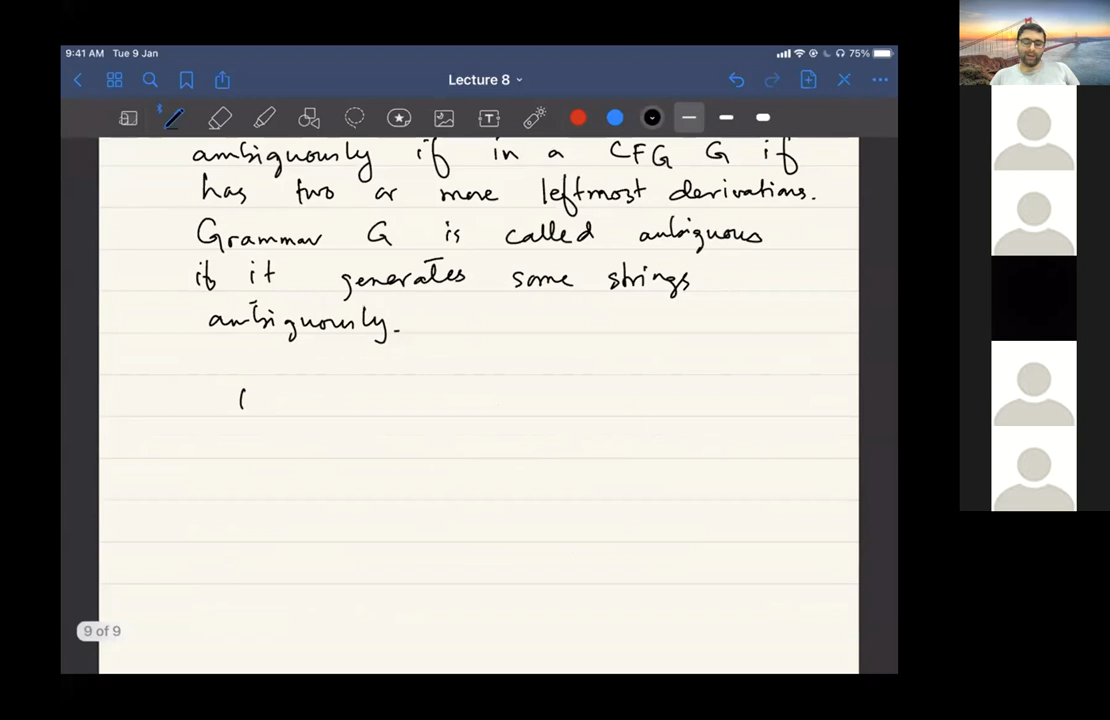 9:41 AM Tue 9 Jan
75%
Lecture 8
T
ambiguously if in a CFG G if
has two or more leftmost derivations.
Grammar G is called ambiguous
if it generates some strings
ambiguously.
(
9 of 9